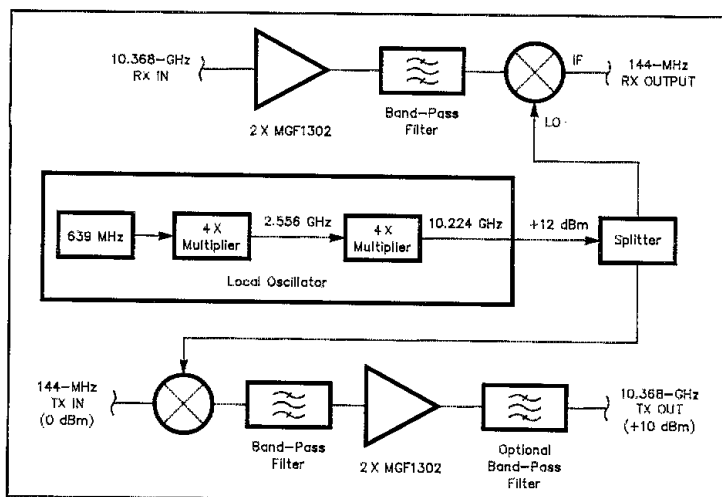 10.368-GHz
RX IN
2 X MGF1302
Band-Pass
Filter
IF
LO
144-MHz
RX OUTPUT
639 MHz
4X
Multiplier
2.556 GHz
4X
Multiplier
10.224 GHz
+12 dBm
Splitter
Local Oscillator
144-MHz
TX IN
(0 dBm)
Band-Pass
Filter
2 X MGF1302
Optional
Band-Pass
Filter
10.368-GHz
TX OUT
(+10 dBm)